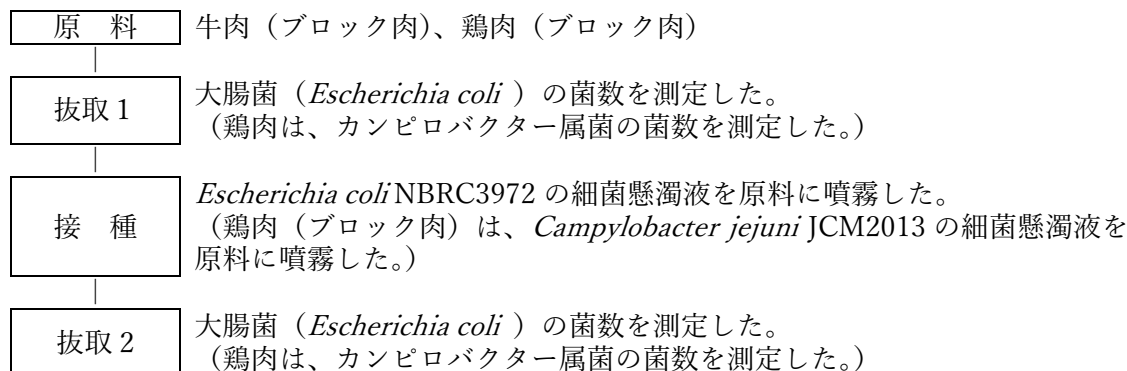 原　料　牛肉（ブロック肉）、鶏肉（ブロック肉）
抜取 1　大腸菌（Escherichia coli ）の菌数を測定した。
（鶏肉は、カンピロバクター属菌の菌数を測定した。）
接　種　Escherichia coli NBRC3972 の細菌懸濁液を原料に噴霧した。
（鶏肉（ブロック肉）は、Campylobacter jejuni JCM2013 の細菌懸濁液を
原料に噴霧した。）
抜取 2　大腸菌（Escherichia coli ）の菌数を測定した。
（鶏肉は、カンピロバクター属菌の菌数を測定した。）